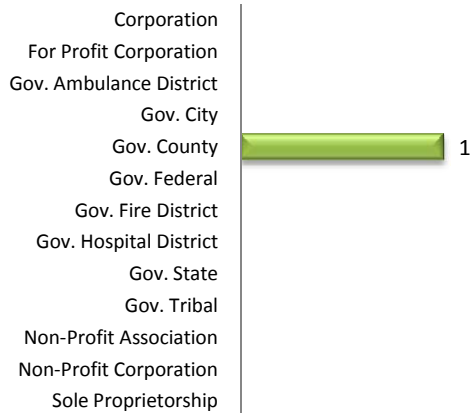 Corporation
For Profit Corporation
Gov. Ambulance District
Gov. City
Gov. County 1
Gov. Federal
Gov. Fire District
Gov. Hospital District
Gov. State
Gov. Tribal
Non-Profit Association
Non-Profit Corporation
Sole Proprietorship